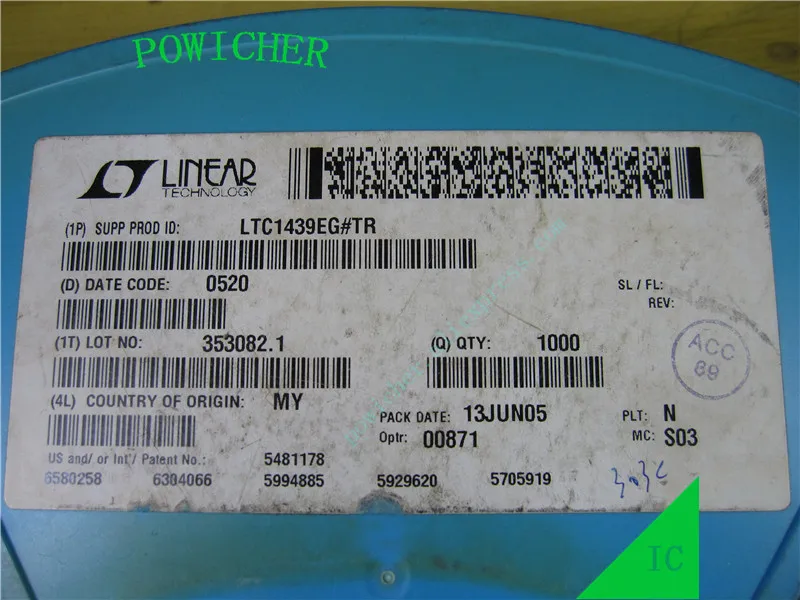 POWICHER
LINEAR
TECHNOLOGY
(1P) SUPP PROD ID: LTC1439EG#TR
(D) DATE CODE: 0520
SL / FL:
REV:
(1T) LOT NO: 353082.1 (Q) QTY: 1000
ACC
69
(4L) COUNTRY OF ORIGIN: MY
PACK DATE: 13JUN05 PLT: N
Optr: 00871 MC: S03
US and/ or Int'/ Patent No.: 5481178
6580258 6304066 5994885 5929620 5705919
IC